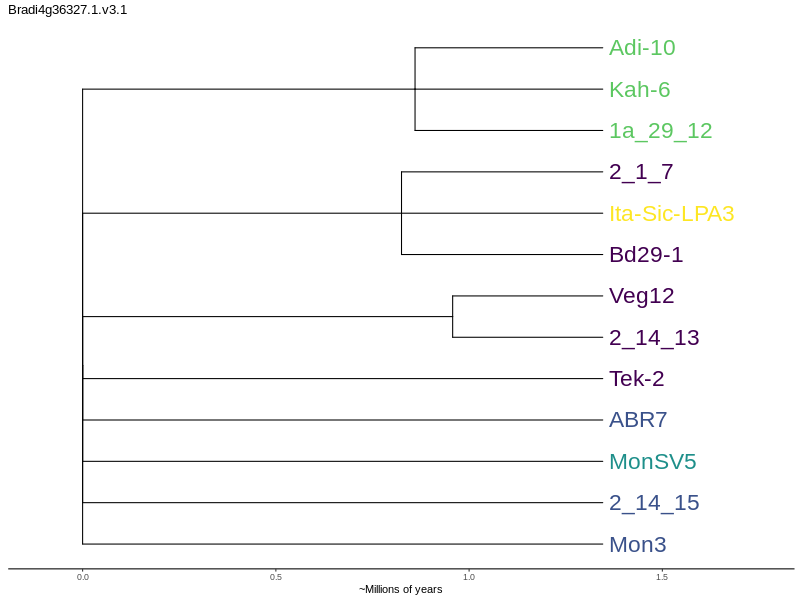 Bradi4g36327.1.v3.1
Adi-10
Kah-6
1a_29_12
2_1_7
Ita-Sic-LPA3
Bd29-1
Veg12
2_14_13
Tek-2
ABR7
MonSV5
2_14_15
Mon3
0.0 0.5 1.0 1.5
~Millions of years